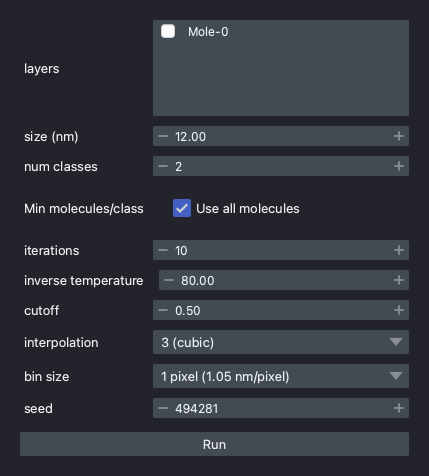 layers
Mole-0
size (nm)
12.00
num classes
2
Min molecules/class
Use all molecules
iterations
10
inverse temperature
80.00
cutoff
0.50
interpolation
3 (cubic)
bin size
1 pixel (1.05 nm/pixel)
seed
494281
Run